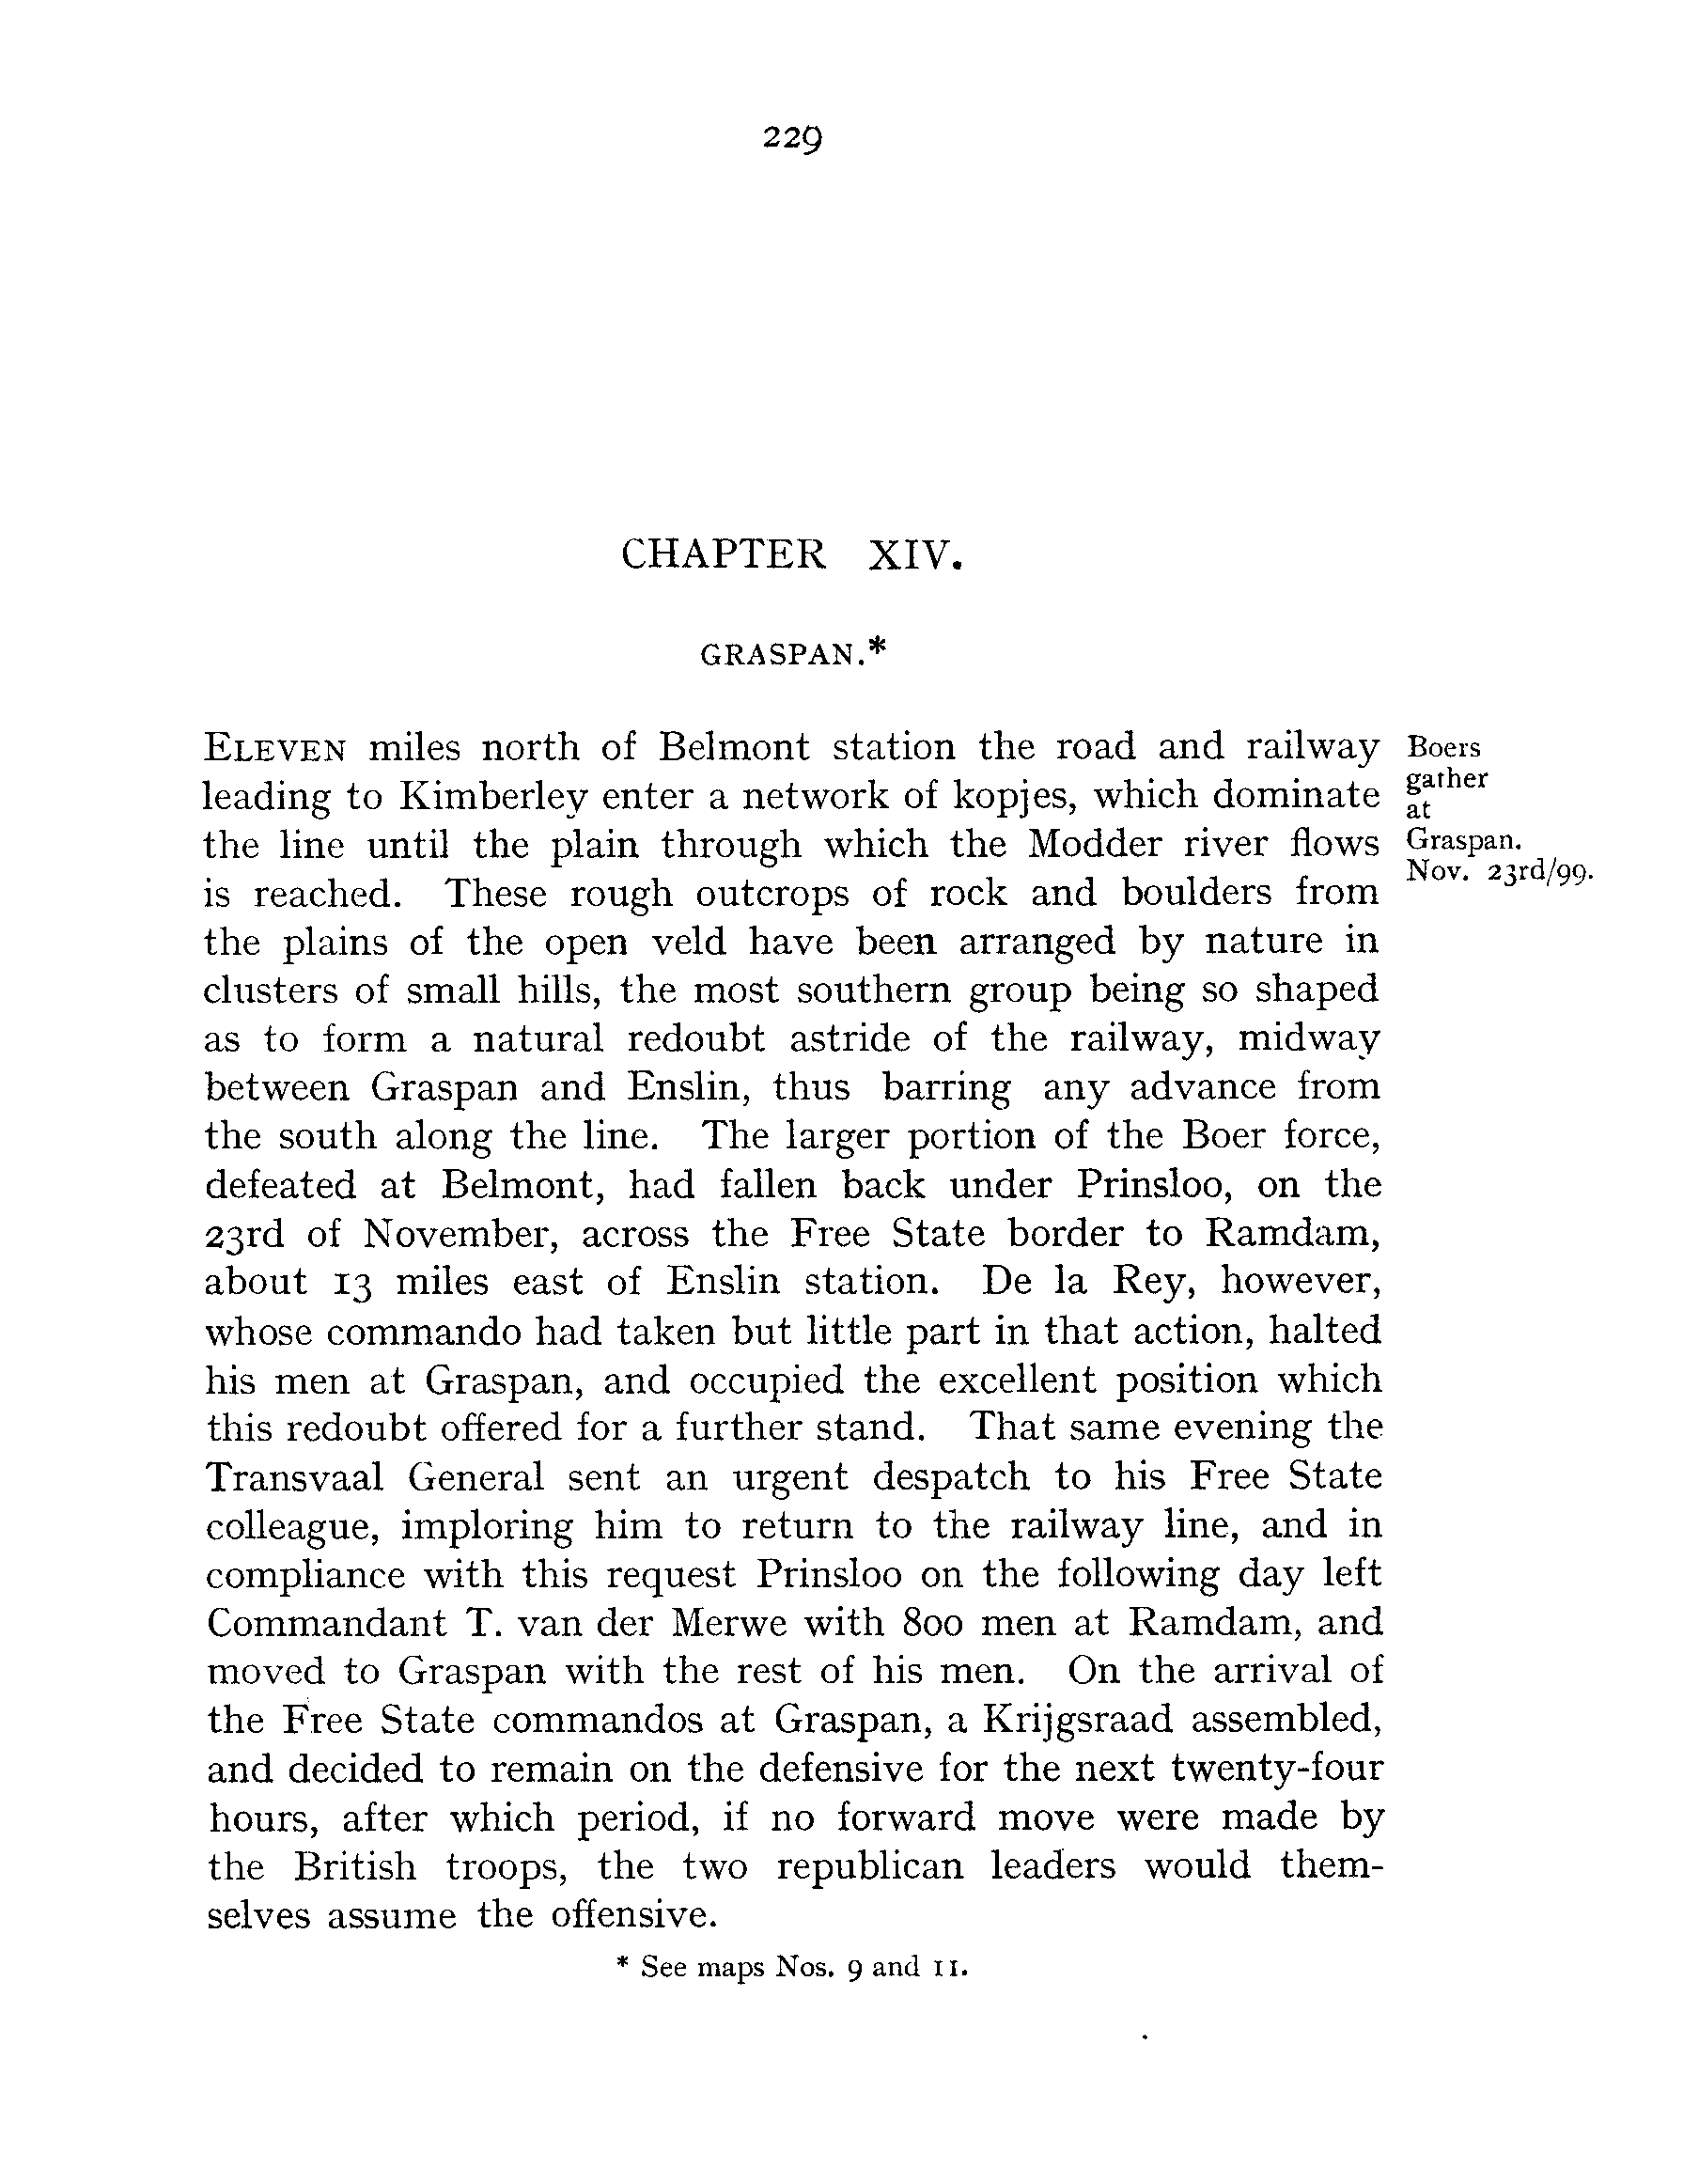 229
CHAPTER XIV.
GRASPAN.*
ELEVEN miles north of Belmont station the road and railway
leading to Kimberley enter a network of kopjes, which dominate
the line until the plain through which the Modder river flows
is reached. These rough outcrops of rock and boulders from
the plains of the open veld have been arranged by nature in
clusters of small hills, the most southern group being so shaped
as to form a natural redoubt astride of the railway, midway
between Graspan and Enslin, thus barring any advance from
the south along the line. The larger portion of the Boer force,
defeated at Belmont, had fallen back under Prinsloo, on the
23rd of November, across the Free State border to Ramdam,
about 13 miles east of Enslin station. De la Rey, however,
whose commando had taken but little part in that action, halted
his men at Graspan, and occupied the excellent position which
this redoubt offered for a further stand. That same evening the
Transvaal General sent an urgent despatch to his Free State
colleague, imploring him to return to the railway line, and in
compliance with this request Prinsloo on the following day left
Commandant T. van der Merwe with 800 men at Ramdam, and
moved to Graspan with the rest of his men. On the arrival of
the Free State commandos at Graspan, a Krijgsraad assembled,
and decided to remain on the defensive for the next twenty-four
hours, after which period, if no forward move were made by
the British troops, the two republican leaders would them-
selves assume the offensive.
Boers
gather
at
Graspan.
Nov. 23rd/99.
* See maps Nos. 9 and 11.